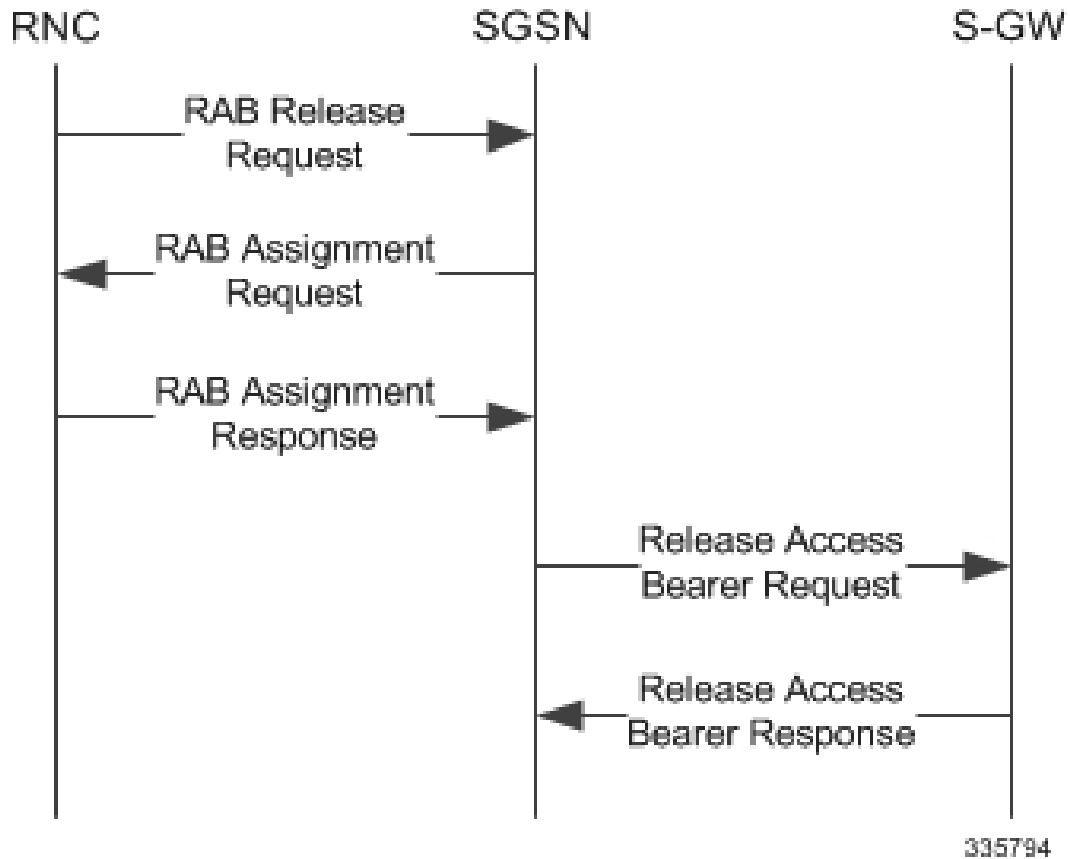 RNC SGSN S-GW
RAB Release
Request
RAB Assignment
Request
RAB Assignment
Response
Release Access
Bearer Request
Release Access
Bearer Response
335794